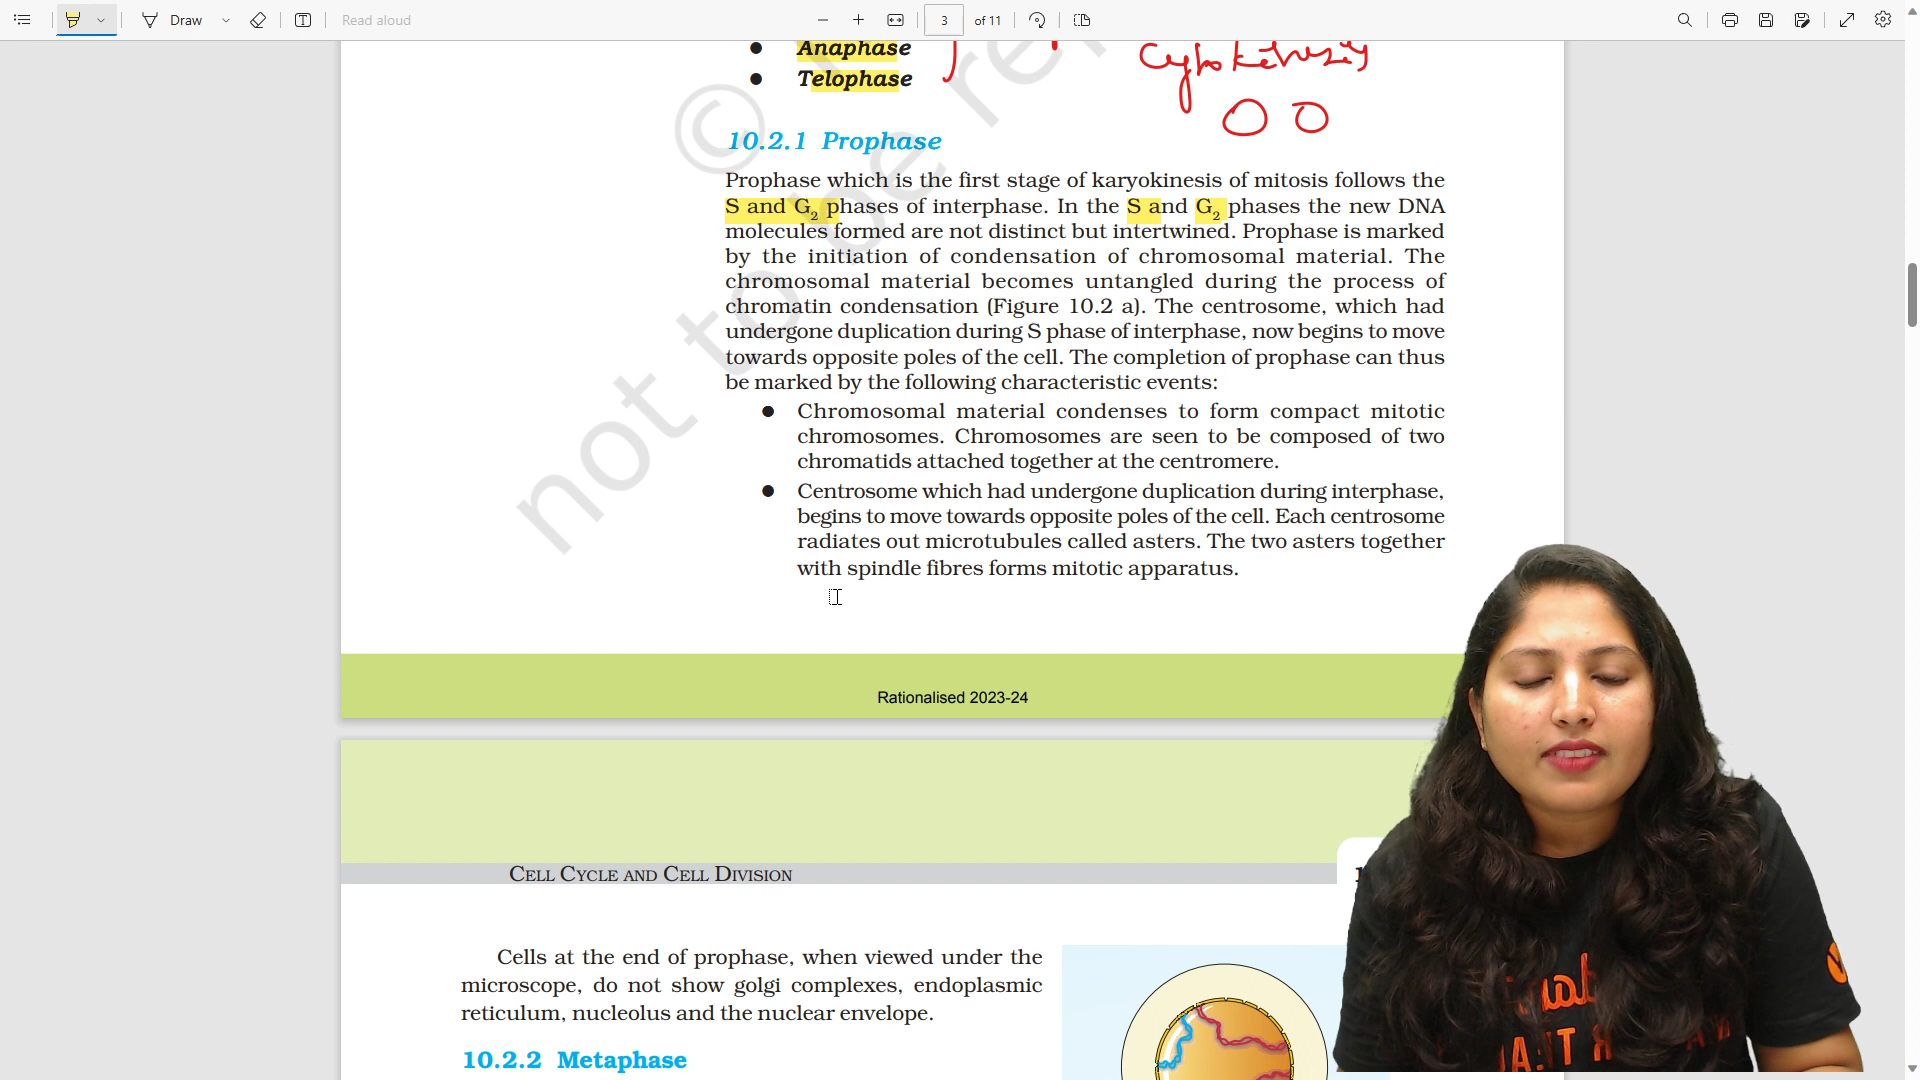 Draw
Read aloud
3 of 11
Anaphase
Telophase
Cytokinesis
10.2.1 Prophase
Prophase which is the first stage of karyokinesis of mitosis follows the
S and G2 phases of interphase. In the S and G2 phases the new DNA
molecules formed are not distinct but intertwined. Prophase is marked
by the initiation of condensation of chromosomal material. The
chromosomal material becomes untangled during the process of
chromatin condensation (Figure 10.2 a). The centrosome, which had
undergone duplication during S phase of interphase, now begins to move
towards opposite poles of the cell. The completion of prophase can thus
be marked by the following characteristic events:
● Chromosomal material condenses to form compact mitotic
chromosomes. Chromosomes are seen to be composed of two
chromatids attached together at the centromere.
● Centrosome which had undergone duplication during interphase,
begins to move towards opposite poles of the cell. Each centrosome
radiates out microtubules called asters. The two asters together
with spindle fibres forms mitotic apparatus.
© not to be
Rationalised 2023-24
CELL CYCLE AND CELL DIVISION
Cells at the end of prophase, when viewed under the
microscope, do not show golgi complexes, endoplasmic
reticulum, nucleolus and the nuclear envelope.
10.2.2 Metaphase